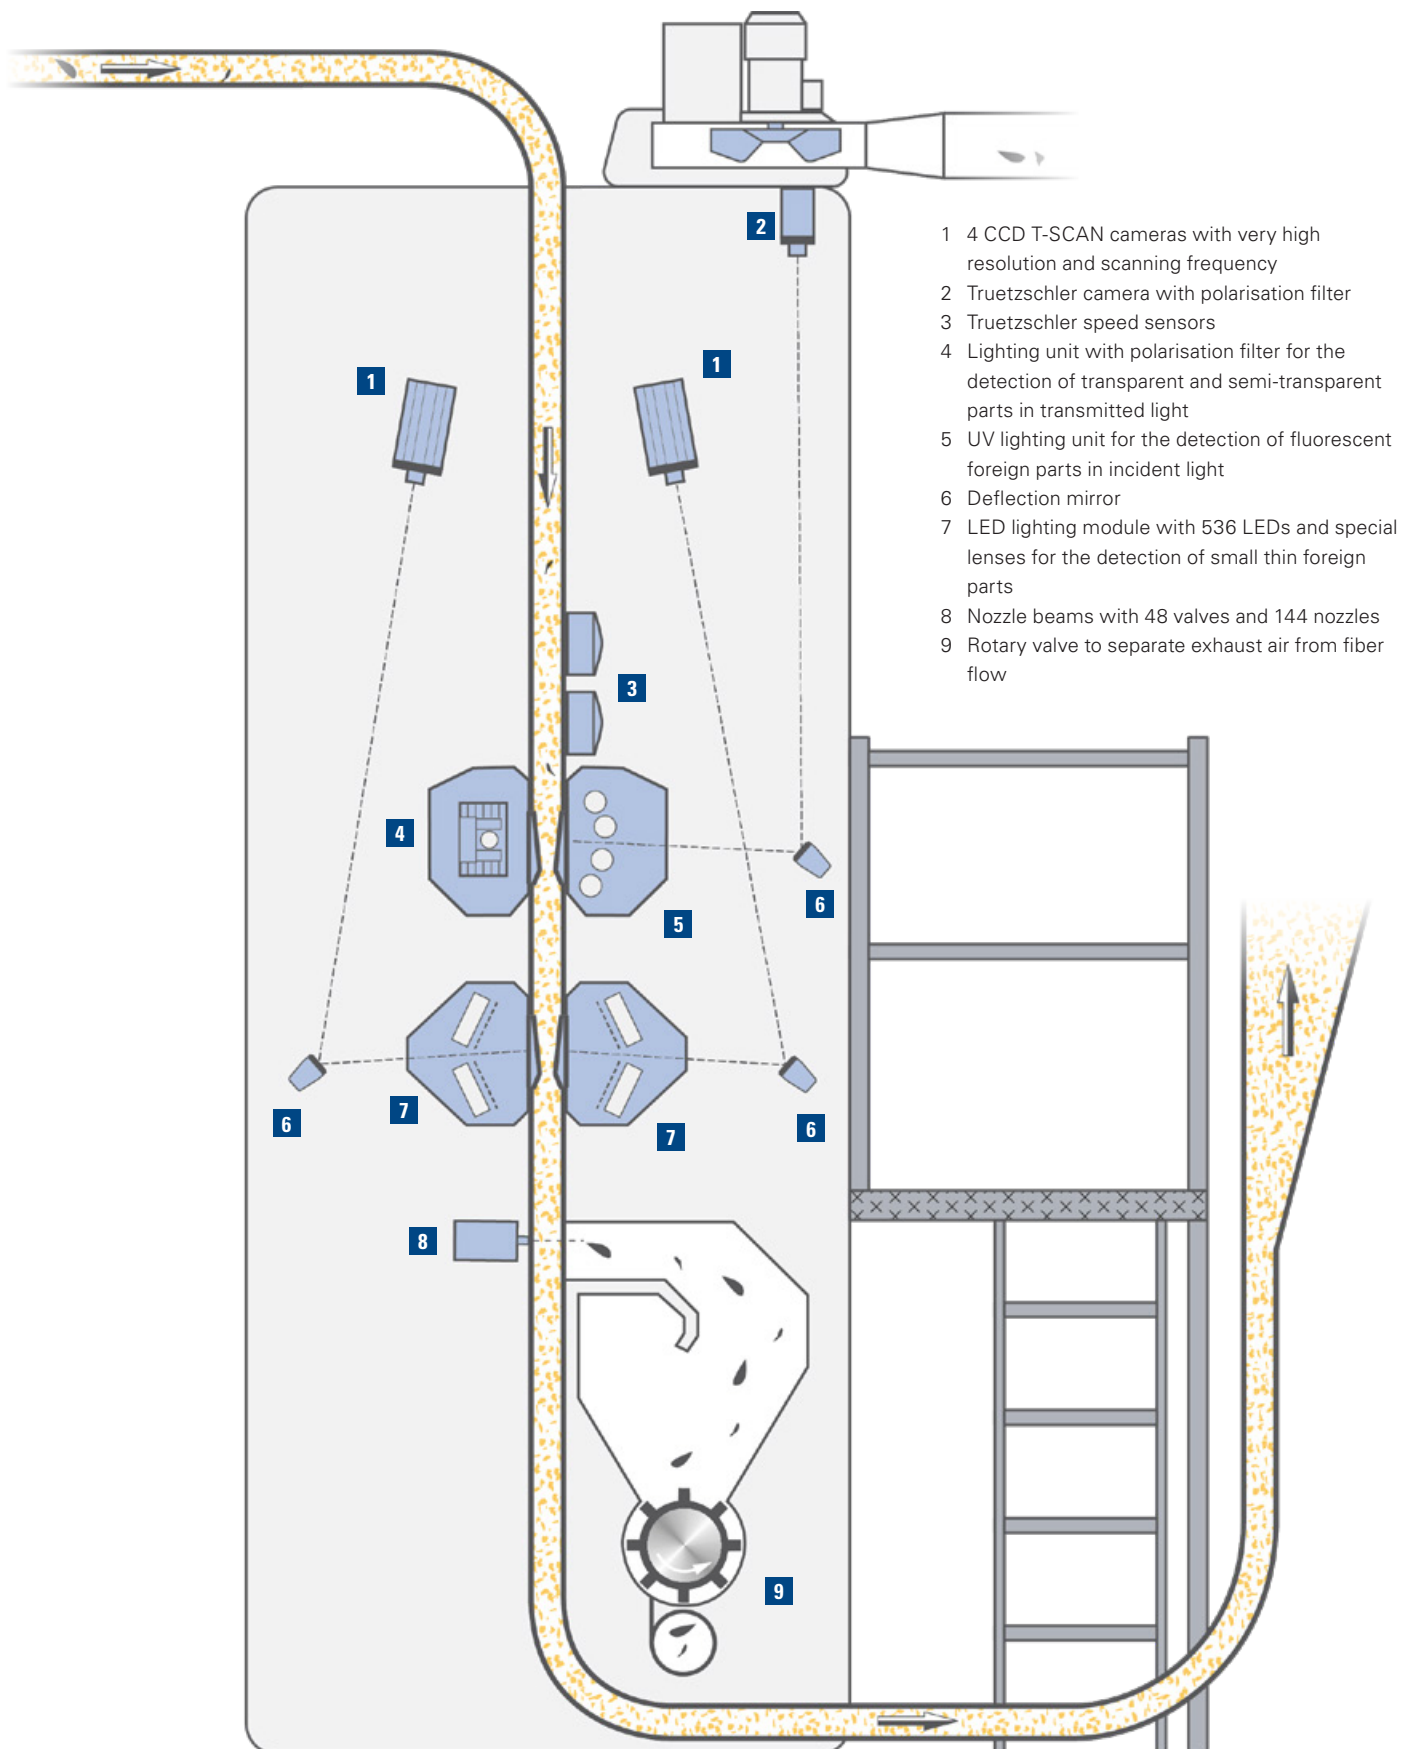 2
1 4 CCD T-SCAN cameras with very high
resolution and scanning frequency
2 Truetzschler camera with polarisation filter
3 Truetzschler speed sensors
4 Lighting unit with polarisation filter for the
detection of transparent and semi-transparent
parts in transmitted light
5 UV lighting unit for the detection of fluorescent
foreign parts in incident light
6 Deflection mirror
7 LED lighting module with 536 LEDs and special
lenses for the detection of small thin foreign
parts
8 Nozzle beams with 48 valves and 144 nozzles
9 Rotary valve to separate exhaust air from fiber
flow
1
1
3
4
6
5
7
6
7
6
8
9